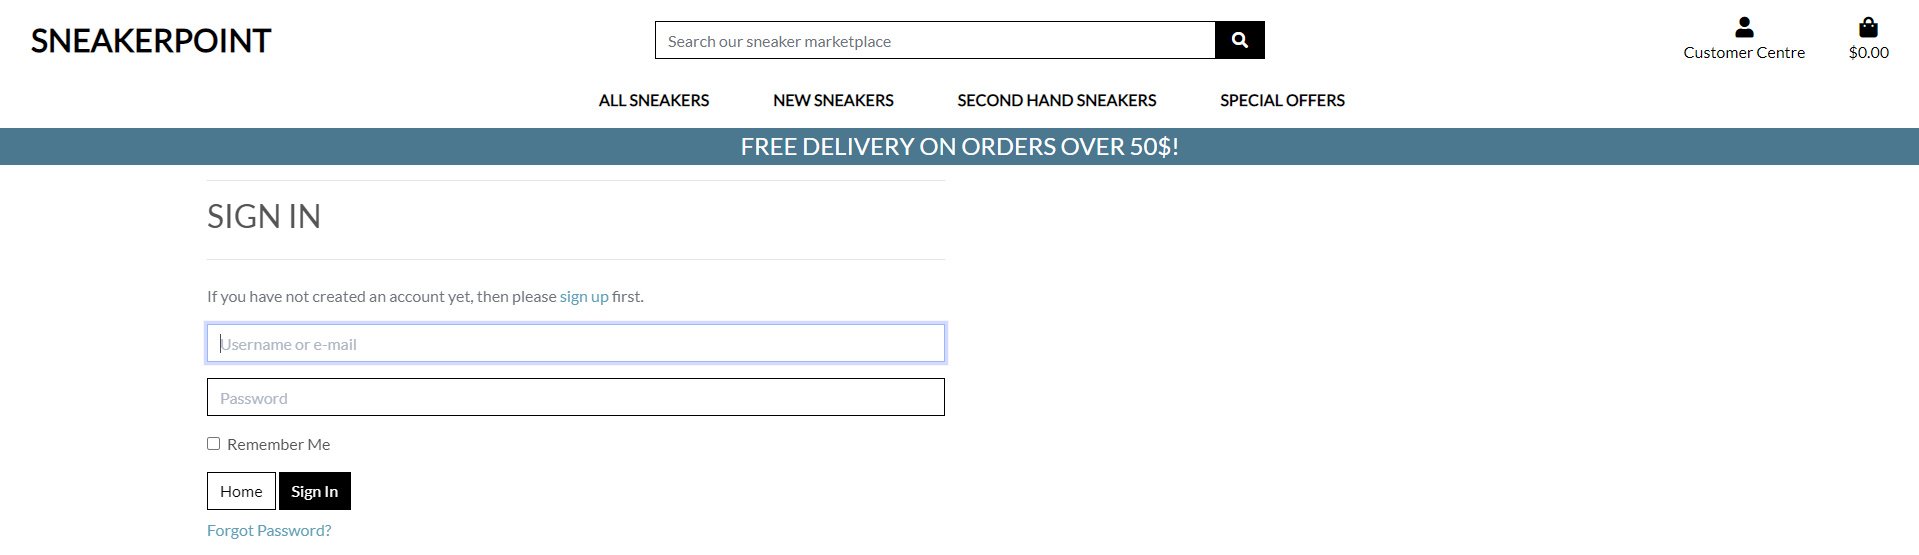 SNEAKERPOINT
Search our sneaker marketplace
Customer Centre
$0.00
ALL SNEAKERS NEW SNEAKERS SECOND HAND SNEAKERS SPECIAL OFFERS
FREE DELIVERY ON ORDERS OVER 50$!
SIGN IN
If you have not created an account yet, then please sign up first.
Username or e-mail
Password
Remember Me
Home Sign In
Forgot Password?